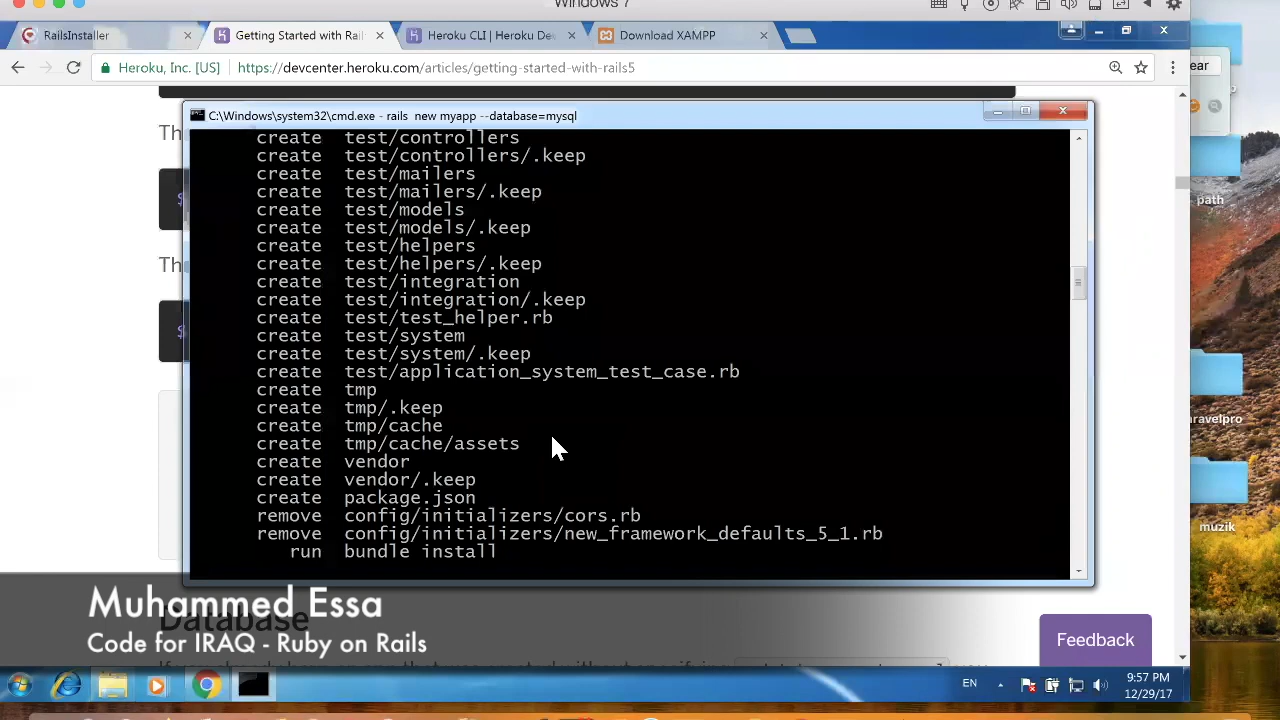 Windows 7
RailsInstaller
Getting Started with Rail
Heroku CLI | Heroku De
Download XAMPP
Heroku, Inc. [US]
https://devcenter.heroku.com/articles/getting-started-with-rails5
ear
Th
C:\Windows\system32\cmd.exe - rails  new myapp --database=mysql
create  test/controllers
create  test/controllers/.keep
create  test/mailers
create  test/mailers/.keep
create  test/models
create  test/models/.keep
create  test/helpers
create  test/helpers/.keep
create  test/integration
create  test/integration/.keep
create  test/test_helper.rb
create  test/system
create  test/system/.keep
create  test/application_system_test_case.rb
create  tmp
create  tmp/.keep
create  tmp/cache
create  tmp/cache/assets
create  vendor
create  vendor/.keep
create  package.json
remove  config/initializers/cors.rb
remove  config/initializers/new_framework_defaults_5_1.rb
run  bundle install
$
Th
$
path
ravelpro
muzik
Muhammed Essa
Database
Code for IRAQ - Ruby on Rails
Feedback
EN
9:57 PM
12/29/17